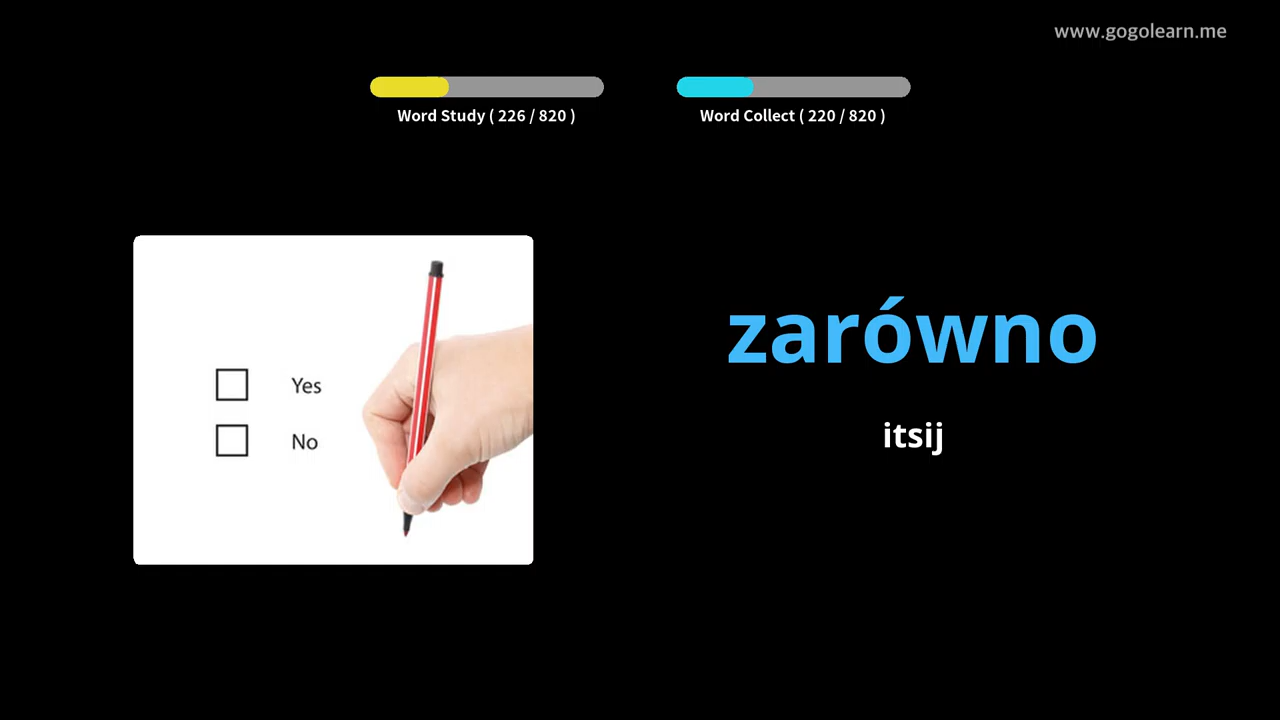 www.gogolearn.me
Word Study ( 226 / 820 )
Word Collect ( 220 / 820 )
Yes
No
zarówno
itsij